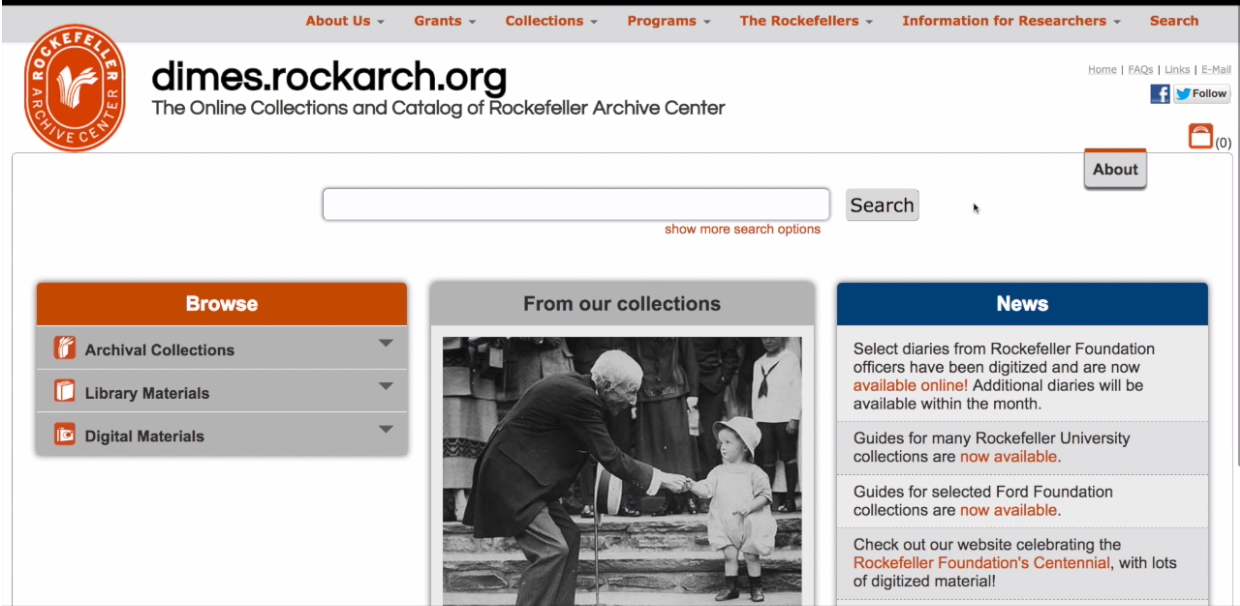 About Us Grants Collections Programs The Rockefellers Information for Researchers Search
ROCKEFELLER ARCHIVE CENTER
dimes.rockarch.org
The Online Collections and Catalog of Rockefeller Archive Center
Home | FAQs | Links | E-Mail
Follow
(0)
About
Search
show more search options
Browse
Archival Collections
Library Materials
Digital Materials
From our collections
News
Select diaries from Rockefeller Foundation
officers have been digitized and are now
available online! Additional diaries will be
available within the month.
Guides for many Rockefeller University
collections are now available.
Guides for selected Ford Foundation
collections are now available.
Check out our website celebrating the
Rockefeller Foundation's Centennial, with lots
of digitized material!